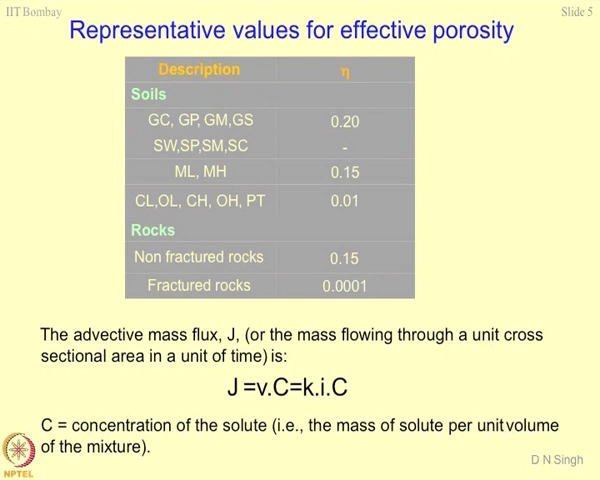 IIT Bombay Slide 5
Representative values for effective porosity
Description η
Soils
GC, GP, GM,GS 0.20
SW,SP,SM,SC -
ML, MH 0.15
CL,OL, CH, OH, PT 0.01
Rocks
Non fractured rocks 0.15
Fractured rocks 0.0001
The advective mass flux, J, (or the mass flowing through a unit cross
sectional area in a unit of time) is:
J =v.C=k.i.C
C = concentration of the solute (i.e., the mass of solute per unit volume
of the mixture).
NPTEL
D N Singh